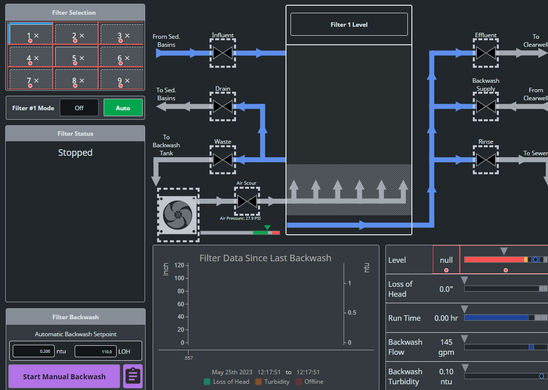 Filter Selection
1 ×
2 ×
3 ×
4 ×
5 ×
6 ×
7 ×
8 ×
9 ×
Filter #1 Mode
Off
Auto
Filter Status
Stopped
Filter Backwash
Automatic Backwash Setpoint
0.200 ntu
110.0 LOH
Start Manual Backwash
Filter 1 Level
From Sed.
Basins
Influent
To Sed.
Basins
Drain
To
Backwash
Tank
Waste
Air Scour
Air Pressure: 27.9 PSI
Effluent
To
Clearwell
Backwash
Supply
From
Clearwell
Rinse
To Sewer
Filter Data Since Last Backwash
Inch
120
100
80
60
40
20
0
ntu
1
0.5
0
:557
May 25th 2023 12:17:51 to 12:17:51
Loss of Head
Turbidity
Offline
Level
null
Loss of
Head
0.0"
Run Time
0.00 hr
Backwash
Flow
145
gpm
Backwash
Turbidity
0.10
ntu